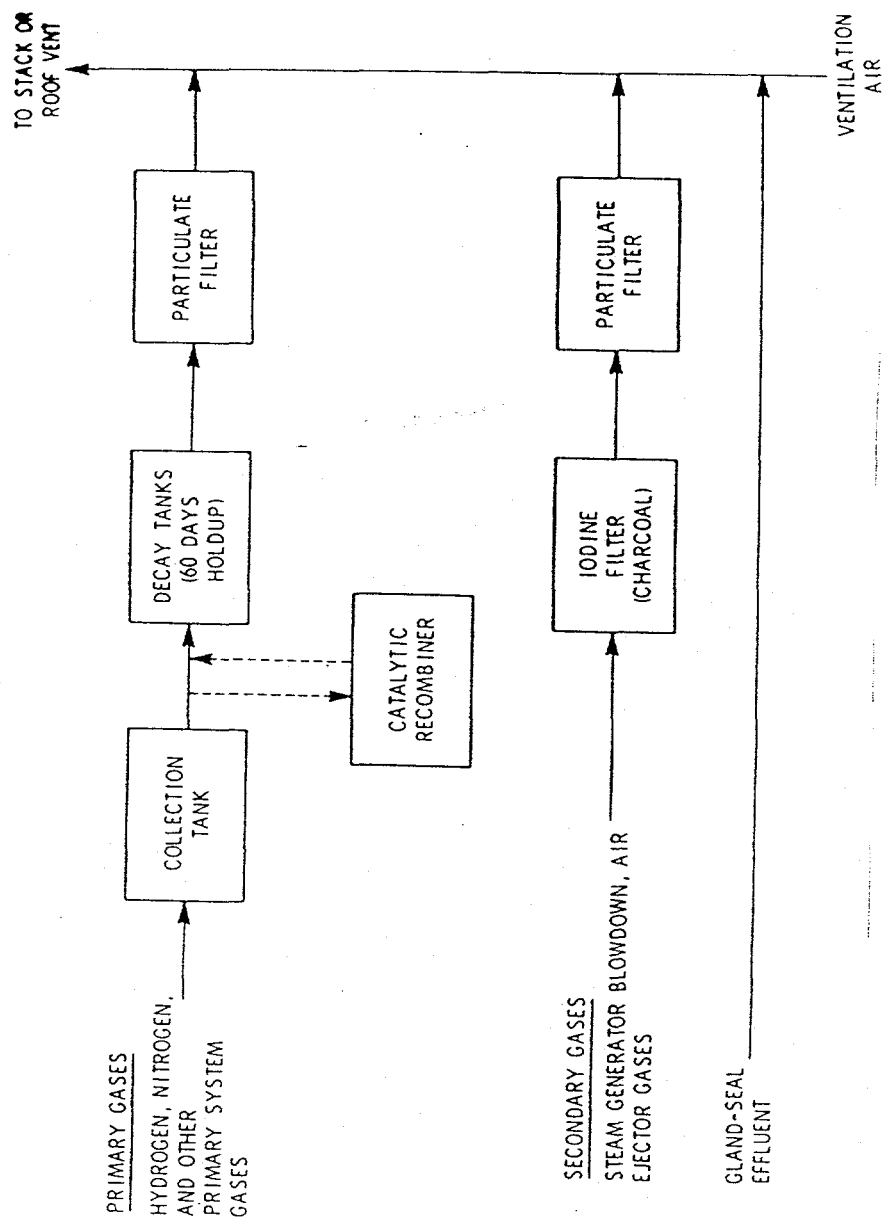 TO STACK OR
ROOF VENT
PARTICULATE
FILTER
DECAY TANKS
(60 DAYS
HOLDUP)
CATALYTIC
RECOMBINER
COLLECTION
TANK
PRIMARY GASES
HYDROGEN, NITROGEN,
AND OTHER
PRIMARY SYSTEM
GASES
PARTICULATE
FILTER
IODINE
FILTER
(CHARCOAL)
SECONDARY GASES
STEAM GENERATOR BLOWDOWN, AIR
EJECTOR GASES
GLAND-SEAL
EFFLUENT
VENTILATION
AIR